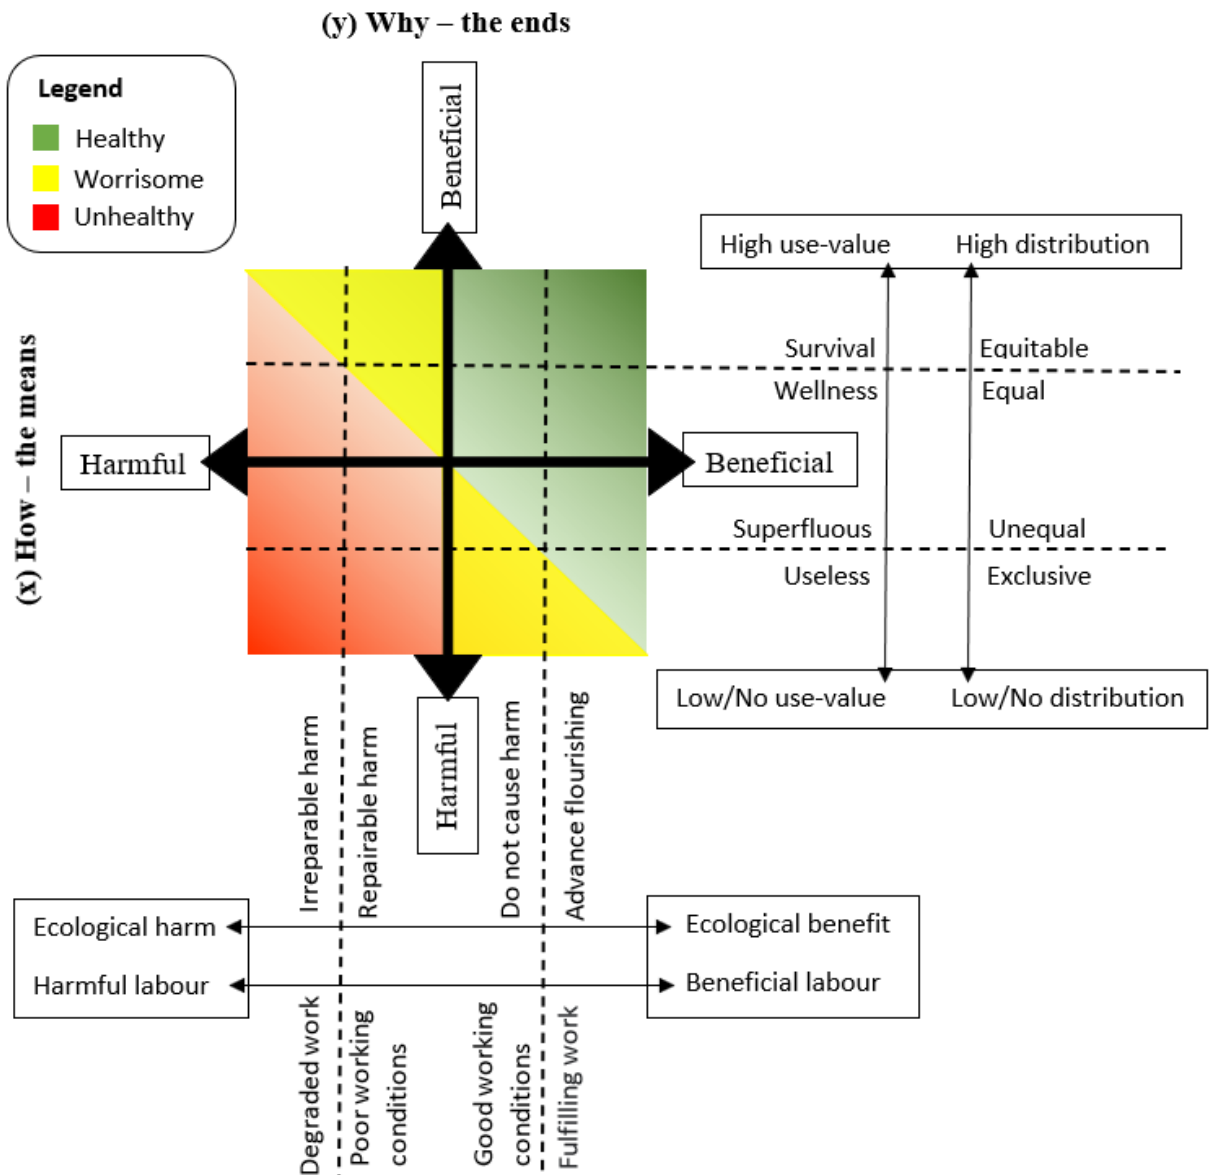 (y) Why – the ends
Legend
Healthy
Worrisome
Unhealthy
Beneficial
High use-value
High distribution
Survival
Equitable
Wellness
Equal
(x) How – the means
Harmful
Beneficial
Superfluous
Unequal
Useless
Exclusive
Low/No use-value
Low/No distribution
Harmful
Irreparable harm
Repairable harm
Do not cause harm
Advance flourishing
Ecological harm
Ecological benefit
Harmful labour
Beneficial labour
Degraded work
Poor working
conditions
Good working
conditions
Fulfilling work